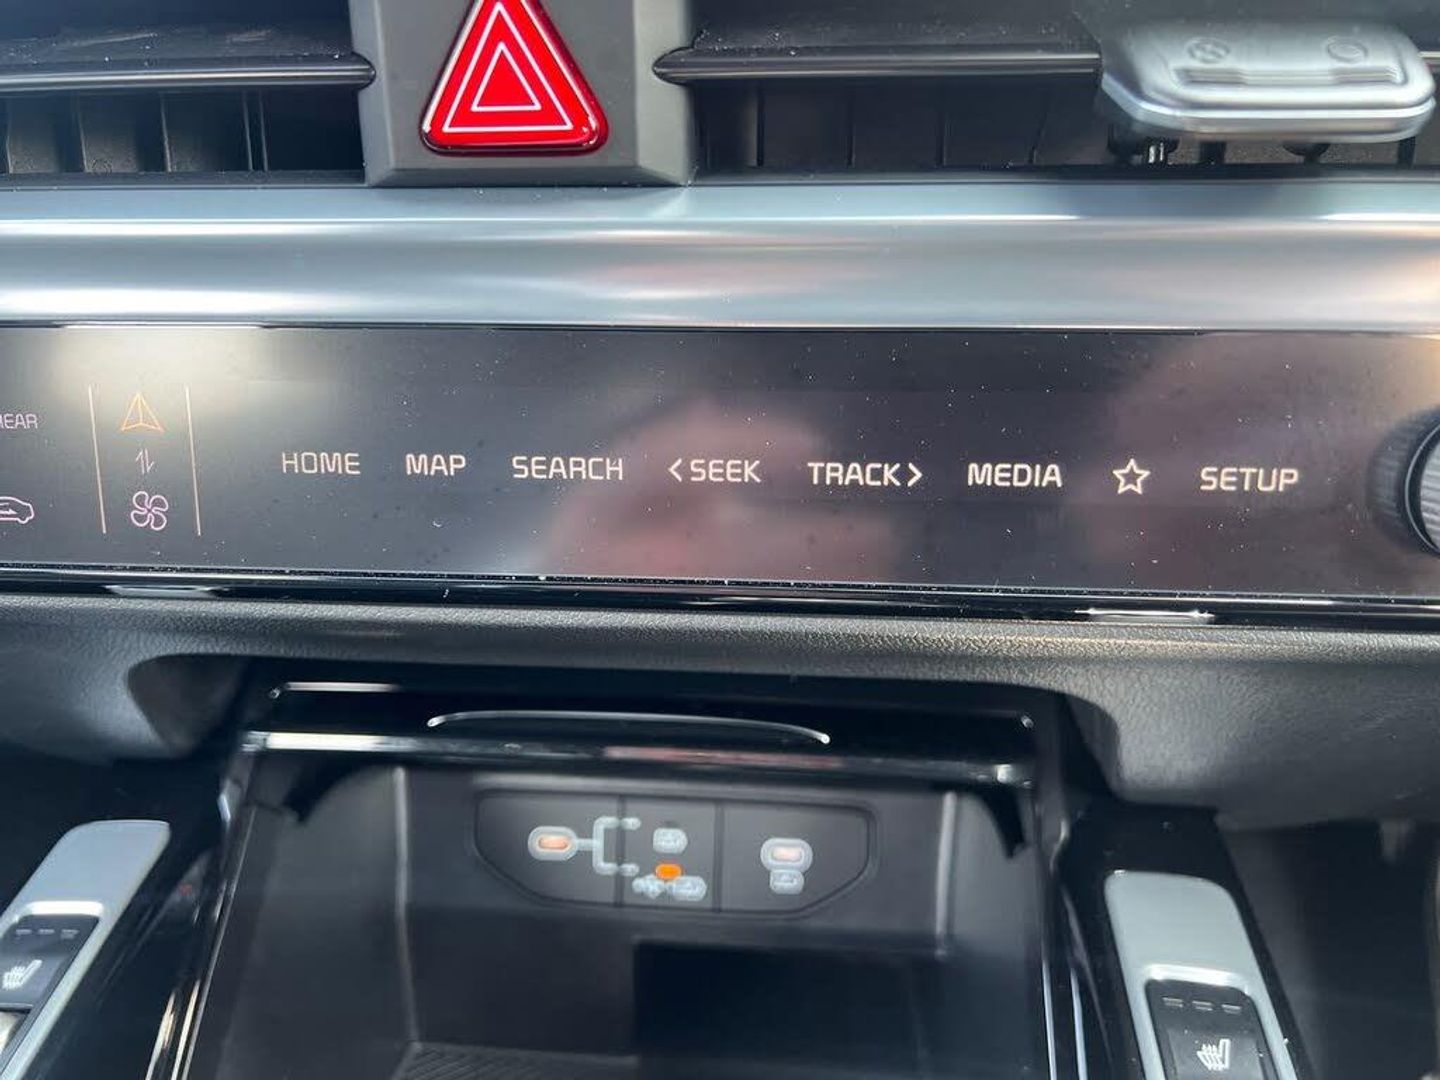 HOME MAP SEARCH < SEEK TRACK > MEDIA ☆ SETUP